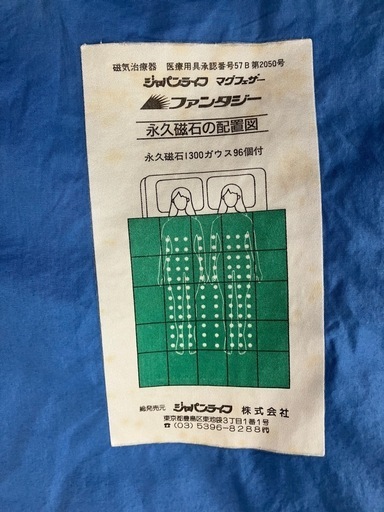 磁気治療器 医療用具承認番号57B第2050号
ジャパンライフ マグフェザー
ファンタジー
永久磁石の配置図
永久磁石1300ガウス96個付
総発売元 ジャパンライフ 株式会社
東京都豊島区東池袋3丁目1番1号
☎(03)5396-8288㈹